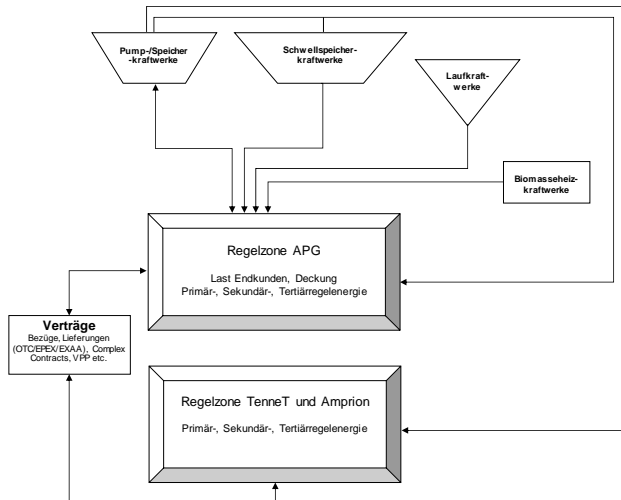 Pump-/Speicher
-kraftwerke
Schwellspeicher-
kraftwerke
Laufkraft-
werke
Biomasseheiz-
kraftwerke
Regelzone APG
Last Endkunden, Deckung
Primär-, Sekundär-, Tertiärregelenergie
Verträge
Bezüge, Lieferungen
(OTC/EPEX/EXAA), Complex
Contracts, VPP etc.
Regelzone TenneT und Amprion
Primär-, Sekundär-, Tertiärregelenergie